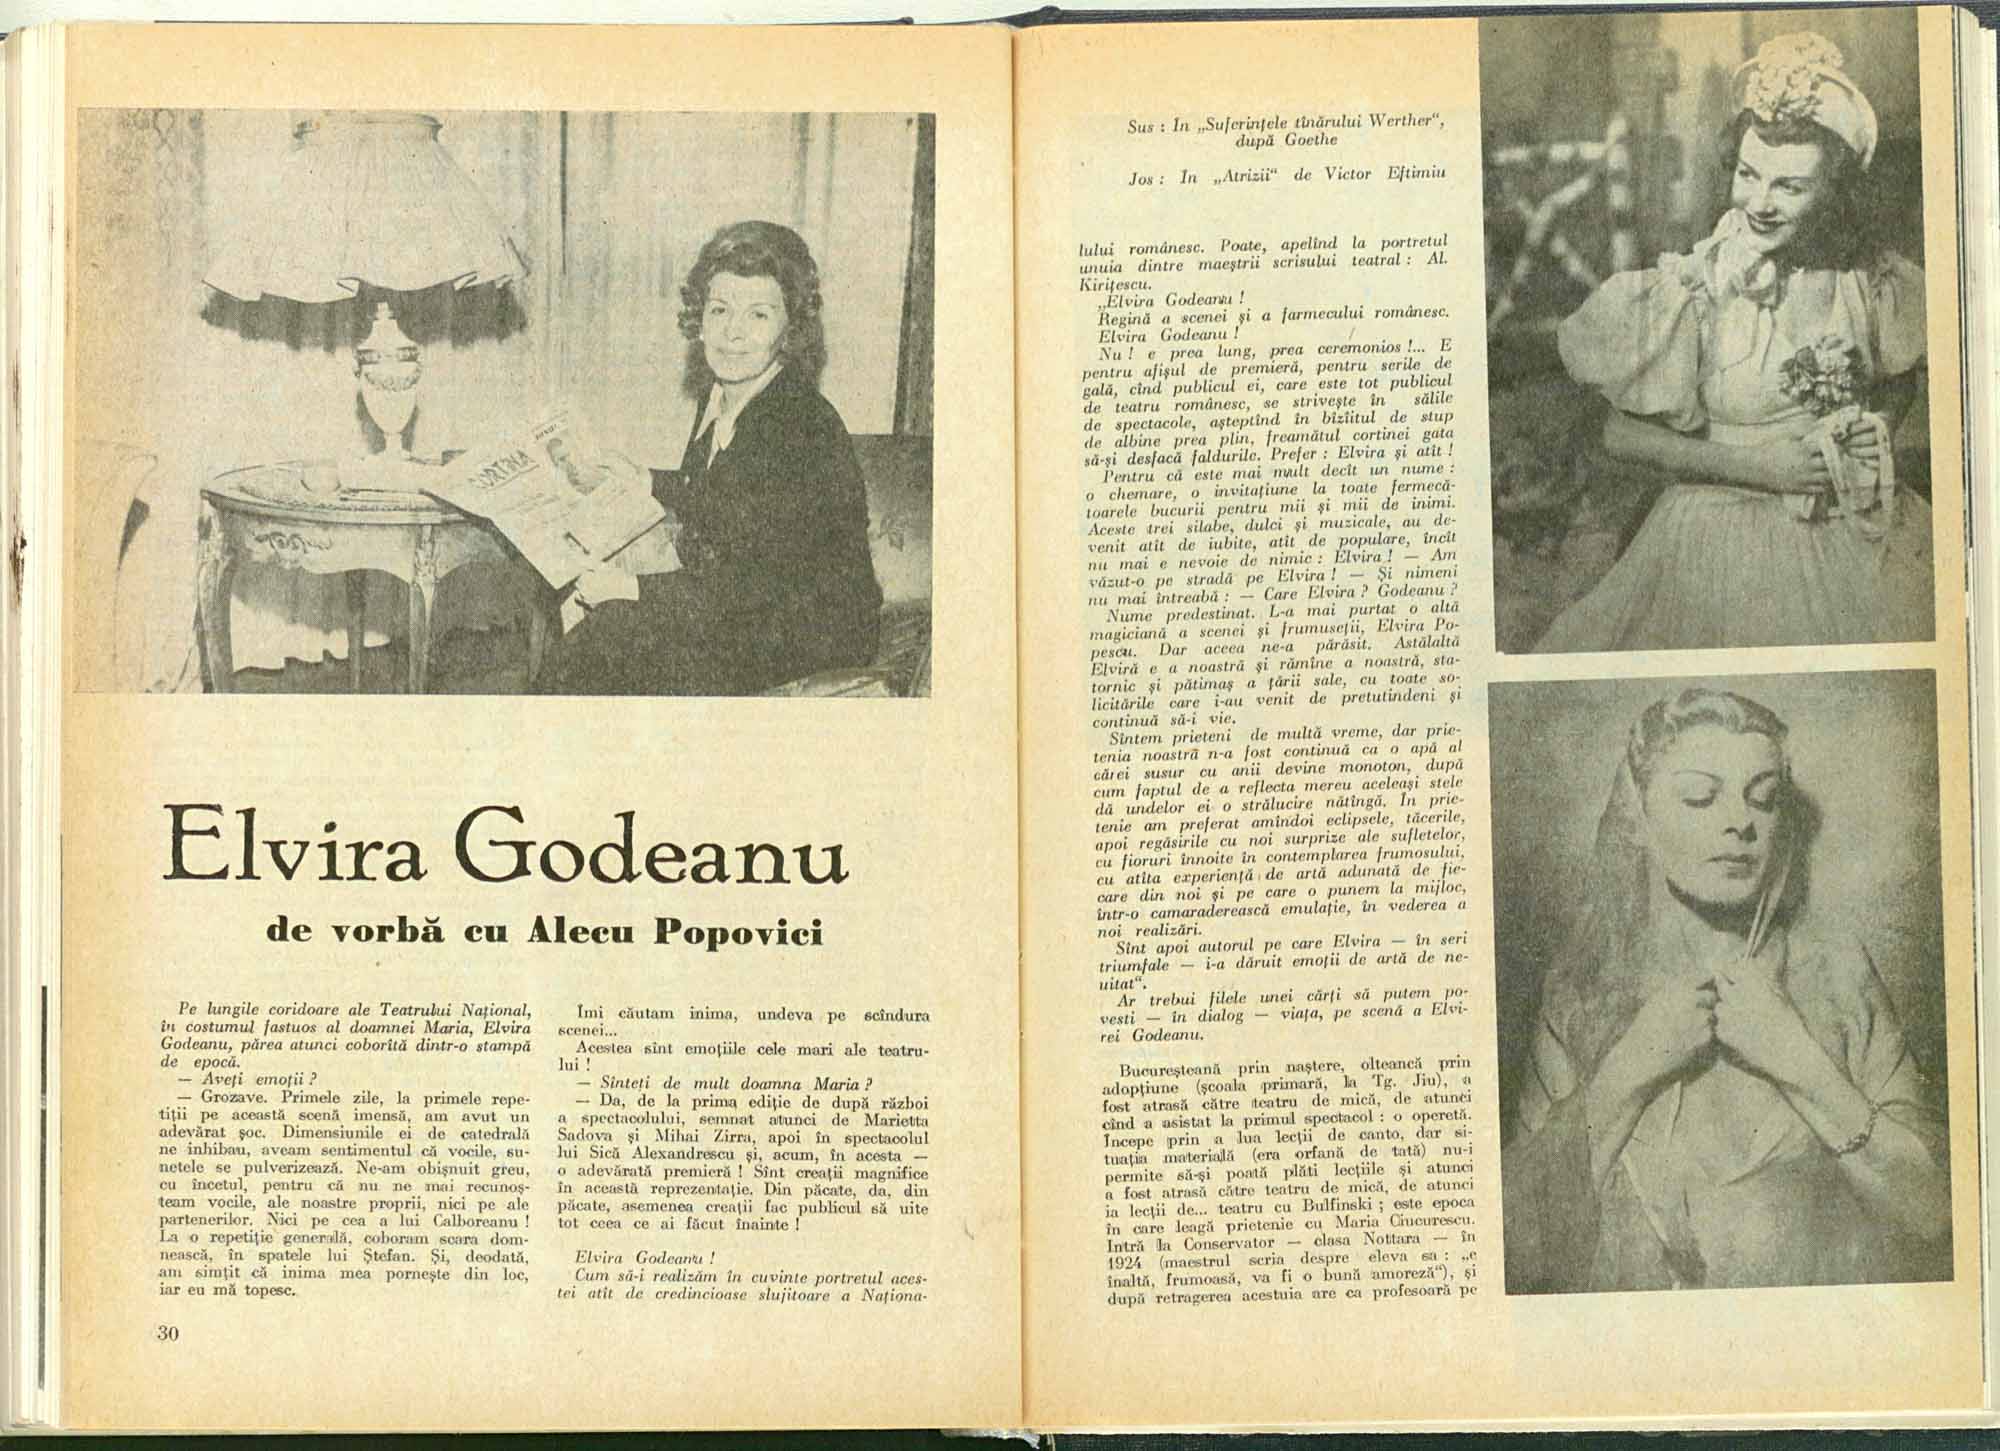 CORTINA
Elvira Godeanu
de vorbă cu Alecu Popovici
Pe lungile coridoare ale Teatrului Național,
în costumul fastuos al doamnei Maria, Elvira
Godeanu, părea atunci coborîtă dintr-o stampă
de epocă.
— Aveți emoții ?
— Grozave. Primele zile, la primele repe-
tiții pe această scenă imensă, am avut un
adevărat șoc. Dimensiunile ei de catedrală
ne inhibau, aveam sentimentul că vocile, su-
netele se pulverizează. Ne-am obișnuit greu,
cu încetul, pentru că nu ne mai recunoș-
team vocile, ale noastre proprii, nici pe ale
partenerilor. Nici pe cea a lui Calboreanu !
La o repetiție generală, coboram scara dom-
nească, în spatele lui Ștefan. Și, deodată,
am simțit că inima mea pornește din loc,
iar eu mă topesc.
Îmi căutam inima, undeva pe scîndura
scenei...
Acestea sînt emoțiile cele mari ale teatru-
lui !
— Sînteți de mult doamna Maria ?
— Da, de la prima ediție de după război
a spectacolului, semnat atunci de Marietta
Sadova și Mihai Zirra, apoi în spectacolul
lui Sică Alexandrescu și, acum, în acesta —
o adevărată premieră ! Sînt creații magnifice
în această reprezentație. Din păcate, da, din
păcate, asemenea creații fac publicul să uite
tot ceea ce ai făcut înainte !
Elvira Godeanu !
Cum să-i realizăm în cuvinte portretul aces-
tei atît de credincioase slujitoare a Naționa-
30
Sus : In „Suferințele tînărului Werther“,
după Goethe
Jos : In „Atrizii“ de Victor Eftimiu
lului românesc. Poate, apelînd la portretul
unuia dintre maeștrii scrisului teatral : Al.
Kirițescu.
„Elvira Godeanu !
Regină a scenei și a farmecului românesc.
Elvira Godeanu !
Nu ! e prea lung, prea ceremonios !... E
pentru afișul de premieră, pentru serile de
gală, cînd publicul ei, care este tot publicul
de teatru românesc, se strivește în sălile
de spectacole, așteptînd în bîzîitul de stup
de albine prea plin, freamătul cortinei gata
să-și desfacă faldurile. Prefer : Elvira și atît !
Pentru că este mai mult decît un nume :
o chemare, o invitațiune la toate fermecă-
toarele bucurii pentru mii și mii de inimi.
Aceste trei silabe, dulci și muzicale, au de-
venit atît de iubite, atît de populare, încît
nu mai e nevoie de nimic : Elvira ! — Am
văzut-o pe stradă pe Elvira ! — Și nimeni
nu mai întreabă : — Care Elvira ? Godeanu ?
Nume predestinat. L-a mai purtat o altă
magiciană a scenei și frumuseții, Elvira Po-
pescu. Dar aceea ne-a părăsit. Astălaltă
Elviră e a noastră și rămîne a noastră, sta-
tornic și pătimaș a țării sale, cu toate so-
licitările care i-au venit de pretutindeni și
continuă să-i vie.
Sîntem prieteni de multă vreme, dar prie-
tenia noastră n-a fost continuă ca o apă al
cărei susur cu anii devine monoton, după
cum faptul de a reflecta mereu aceleași stele
dă undelor ei o strălucire nătîngă. În prie-
tenie am preferat amîndoi eclipsele, tăcerile,
apoi regăsirile cu noi surprize ale sufletelor,
cu fioruri înnoite în contemplarea frumosului,
cu atîta experiență de artă adunată de fie-
care din noi și pe care o punem la mijloc,
într-o camaraderească emulație, în vederea a
noi realizări.
Sînt apoi autorul pe care Elvira — în seri
triumfale — i-a dăruit emoții de artă de ne-
uitat“.
Ar trebui filele unei cărți să putem po-
vesti — în dialog — viața, pe scenă a Elvi-
rei Godeanu.
Bucureșteană prin naștere, olteancă prin
adopțiune (școala primară, la Tg. Jiu), a
fost atrasă către teatru de mică, de atunci
cînd a asistat la primul spectacol : o operetă.
Începe prin a lua lecții de canto, dar si-
tuația materială (era orfană de tată) nu-i
permite să-și poată plăti lecțiile și atunci
a fost atrasă către teatru de mică, de atunci
ia lecții de... teatru cu Bulfinski ; este epoca
în care leagă prietenie cu Maria Ciucurescu.
Intră la Conservator — clasa Nottara — în
1924 (maestrul scria despre eleva sa : „e
înaltă, frumoasă, va fi o bună amoreză“), și
după retragerea acestuia are ca profesoară pe